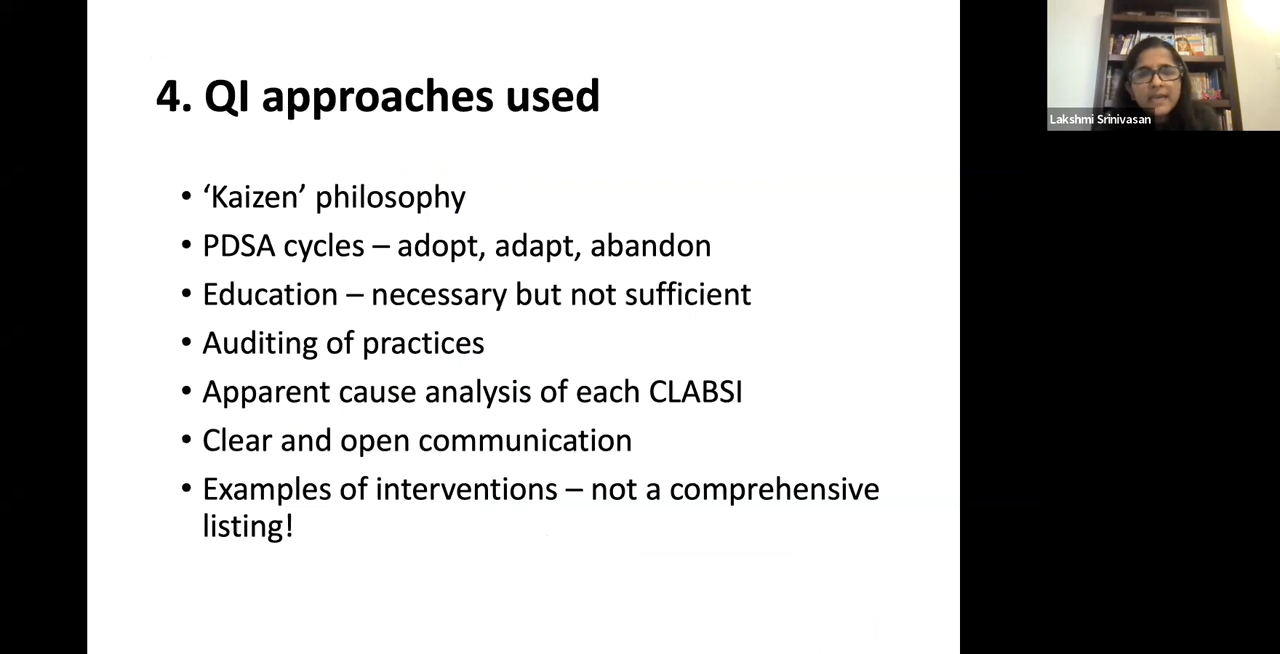 4. QI approaches used
• ‘Kaizen’ philosophy
• PDSA cycles – adopt, adapt, abandon
• Education – necessary but not sufficient
• Auditing of practices
• Apparent cause analysis of each CLABSI
• Clear and open communication
• Examples of interventions – not a comprehensive
listing!
Lakshmi Srinivasan